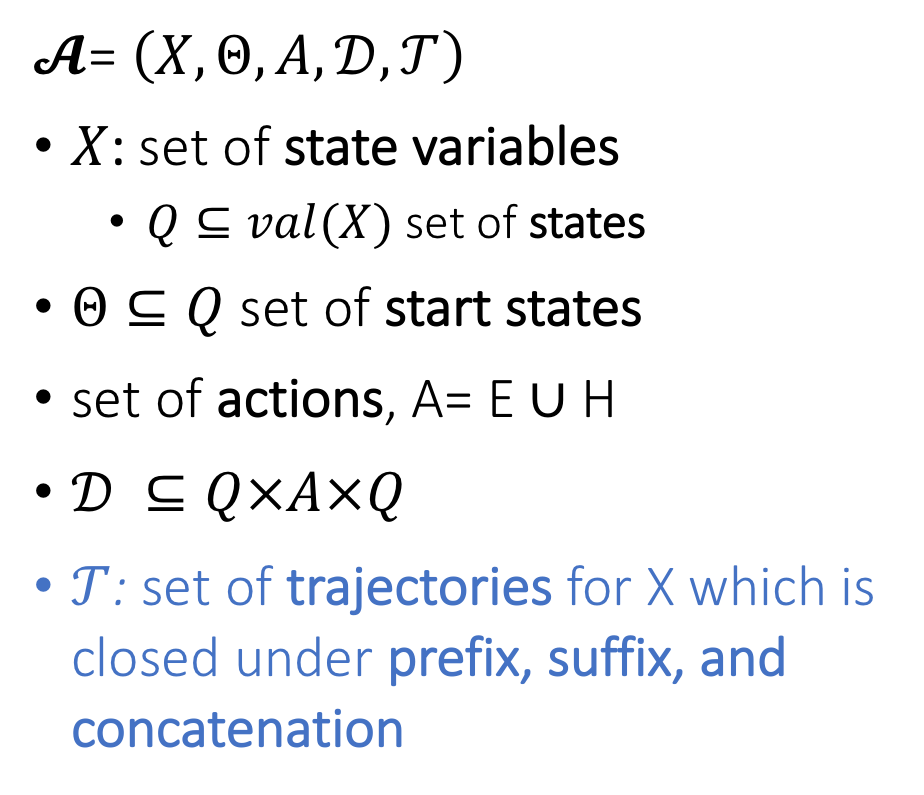 𝓐= (𝑋, Θ, 𝐴, 𝒟, 𝒯)
• 𝑋: set of state variables
• 𝑄 ⊆ 𝑣𝑎𝑙(𝑋) set of states
• Θ ⊆ 𝑄 set of start states
• set of actions, A= E ∪ H
• 𝒟 ⊆ 𝑄×𝐴×𝑄
• 𝒯: set of trajectories for X which is
closed under prefix, suffix, and
concatenation